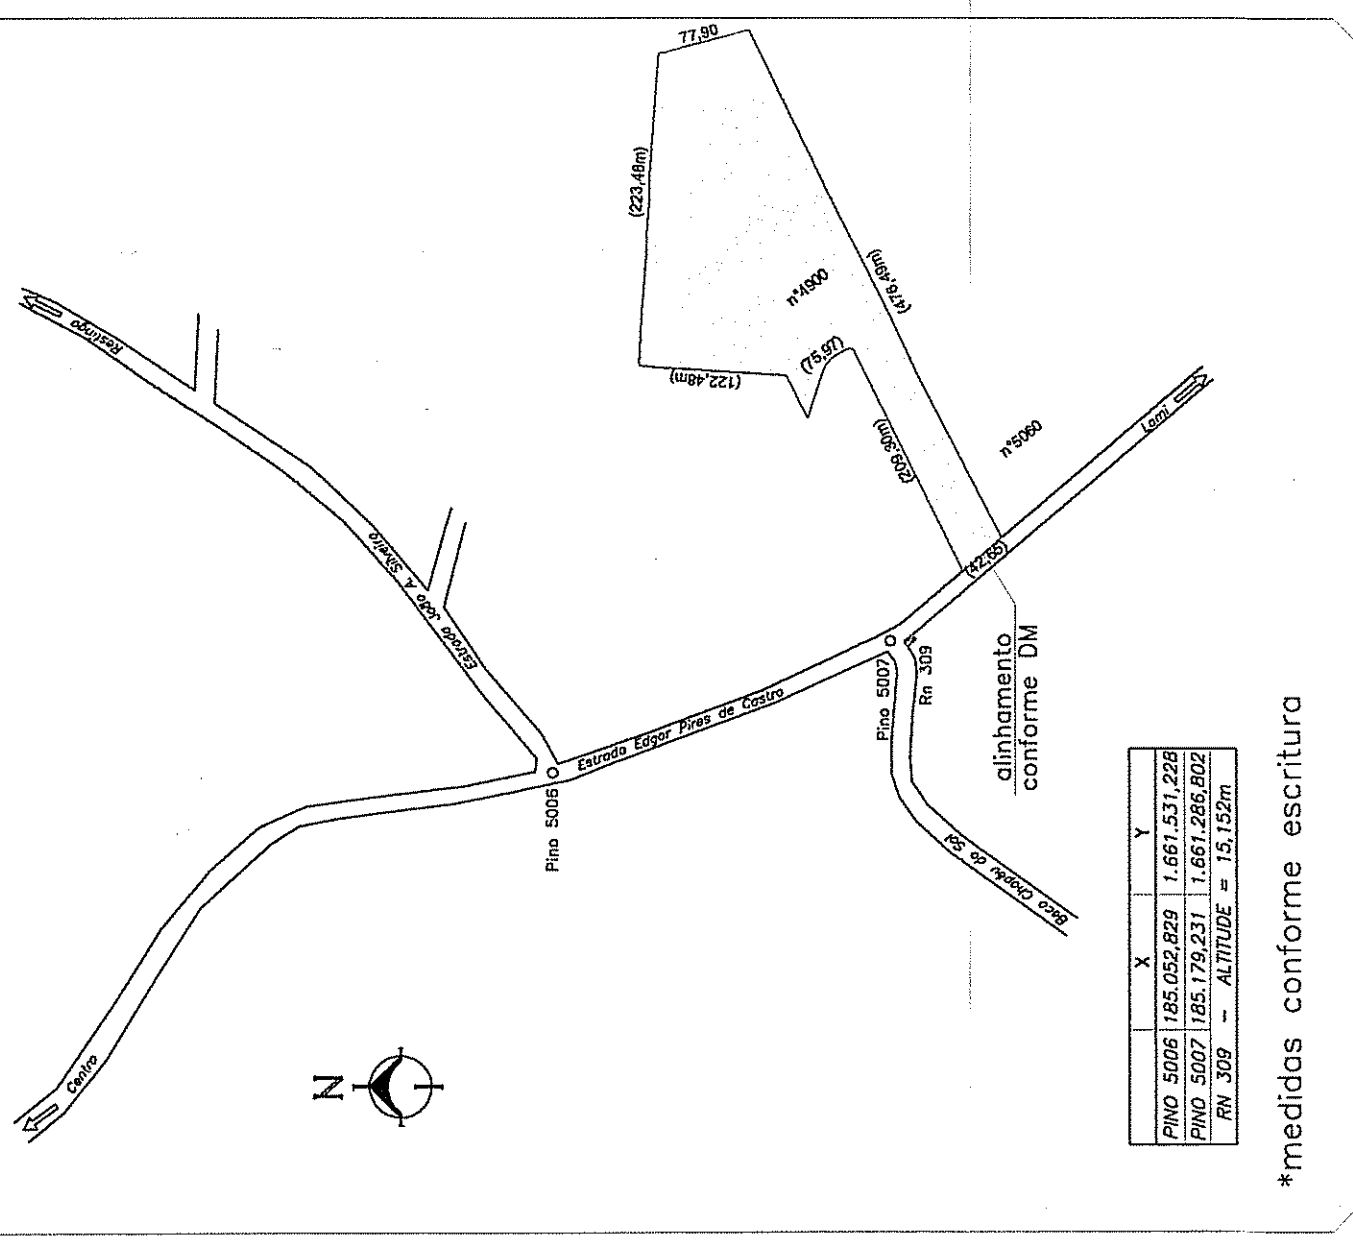 77,90
(223,48m)
n°4900
(476,49m)
(122,48m)
(75,97)
(209,30m)
(42,65)
n°5060
Restinga
Estrada João A. Silveira
Centro
Pino 5006
Estrada Edgar Pires de Castro
Pino 5007
Rn 309
Lami
Beco Chapéu do Sol
alinhamento
conforme DM
N
X Y
PINO 5006 185.052,829 1.661.531,228
PINO 5007 185.179,231 1.661.286,802
RN 309 - ALTITUDE = 15,152m
*medidas conforme escritura